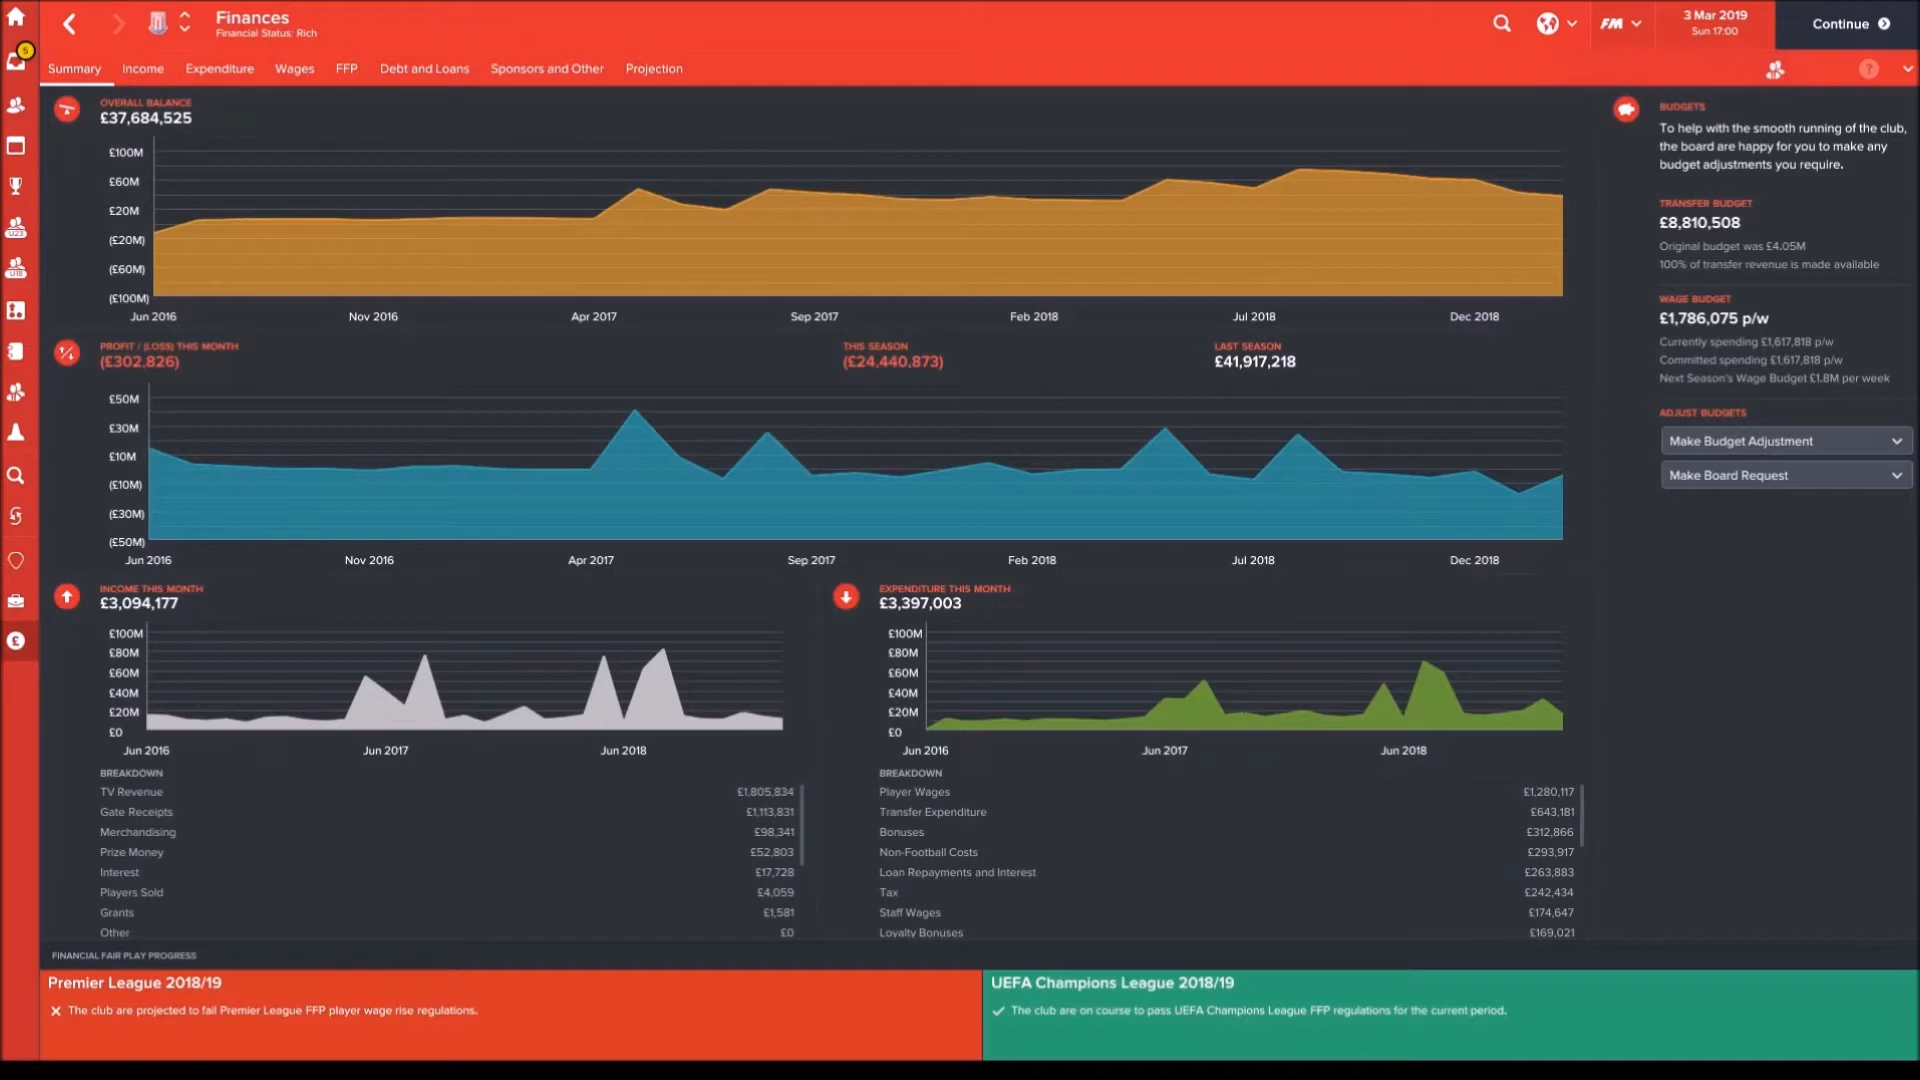 Finances
Financial Status: Rich
FM
3 Mar 2019
Sun 17:00
Continue
5
Summary
Income
Expenditure
Wages
FFP
Debt and Loans
Sponsors and Other
Projection
?
U23
U18
£
OVERALL BALANCE
£37,684,525
£100M
£60M
£20M
(£20M)
(£60M)
(£100M)
Jun 2016
Nov 2016
Apr 2017
Sep 2017
Feb 2018
Jul 2018
Dec 2018
PROFIT / (LOSS) THIS MONTH
(£302,826)
THIS SEASON
(£24,440,873)
LAST SEASON
£41,917,218
£50M
£30M
£10M
(£10M)
(£30M)
(£50M)
Jun 2016
Nov 2016
Apr 2017
Sep 2017
Feb 2018
Jul 2018
Dec 2018
INCOME THIS MONTH
£3,094,177
£100M
£80M
£60M
£40M
£20M
£0
Jun 2016
Jun 2017
Jun 2018
BREAKDOWN
TV Revenue £1,805,834
Gate Receipts £1,113,831
Merchandising £98,341
Prize Money £52,803
Interest £17,728
Players Sold £4,059
Grants £1,581
Other £0
EXPENDITURE THIS MONTH
£3,397,003
£100M
£80M
£60M
£40M
£20M
£0
Jun 2016
Jun 2017
Jun 2018
BREAKDOWN
Player Wages £1,280,117
Transfer Expenditure £643,181
Bonuses £312,866
Non-Football Costs £293,917
Loan Repayments and Interest £263,883
Tax £242,434
Staff Wages £174,647
Loyalty Bonuses £169,021
BUDGETS
To help with the smooth running of the club,
the board are happy for you to make any
budget adjustments you require.
TRANSFER BUDGET
£8,810,508
Original budget was £4.05M
100% of transfer revenue is made available
WAGE BUDGET
£1,786,075 p/w
Currently spending £1,617,818 p/w
Committed spending £1,617,818 p/w
Next Season's Wage Budget £1.8M per week
ADJUST BUDGETS
Make Budget Adjustment
Make Board Request
FINANCIAL FAIR PLAY PROGRESS
Premier League 2018/19
The club are projected to fail Premier League FFP player wage rise regulations.
UEFA Champions League 2018/19
The club are on course to pass UEFA Champions League FFP regulations for the current period.